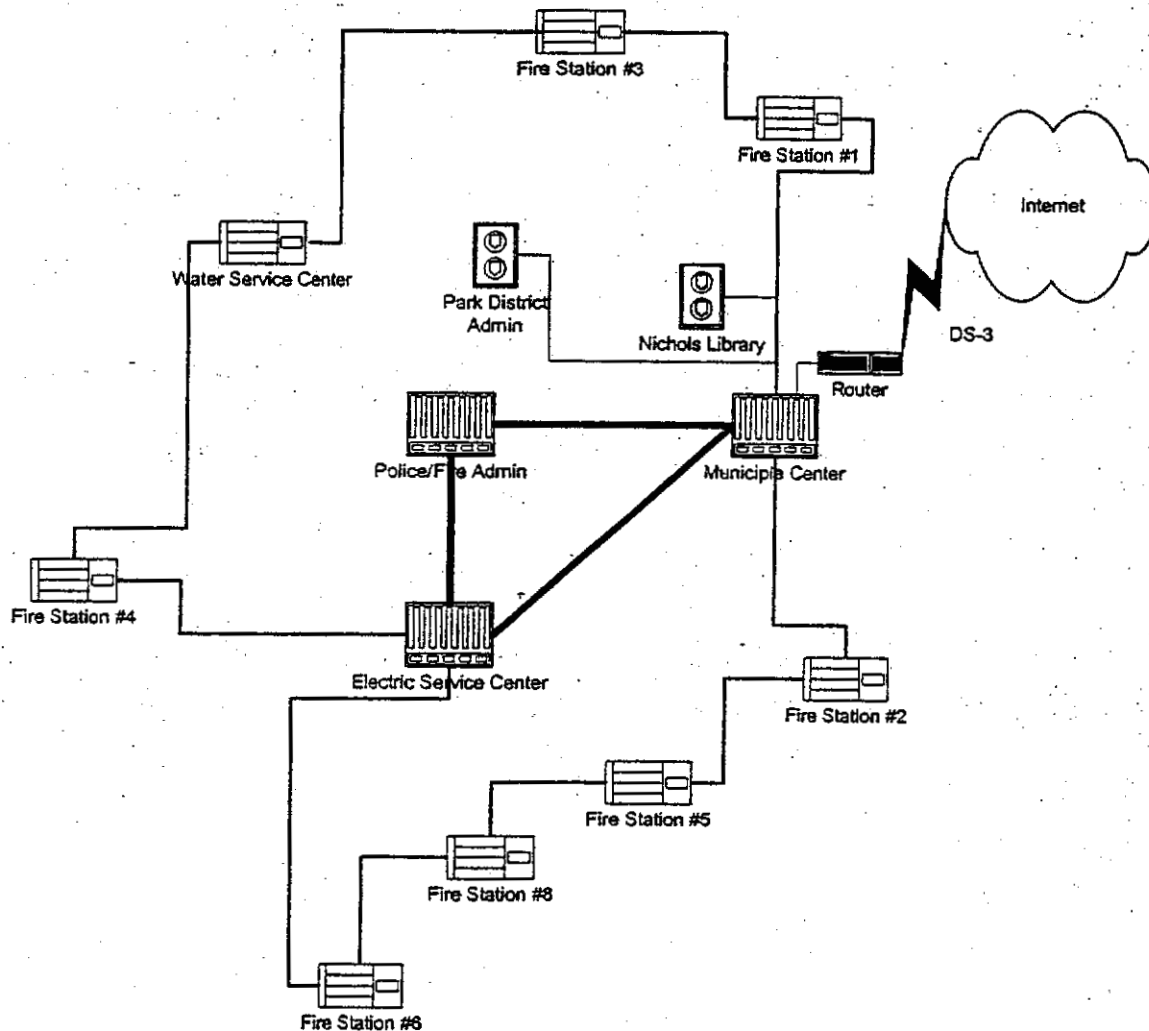 Fire Station #3
Fire Station #1
Internet
Water Service Center
Park District
Admin
Nichols Library
DS-3
Router
Police/Fire Admin
Municipla Center
Fire Station #4
Electric Service Center
Fire Station #2
Fire Station #5
Fire Station #8
Fire Station #6